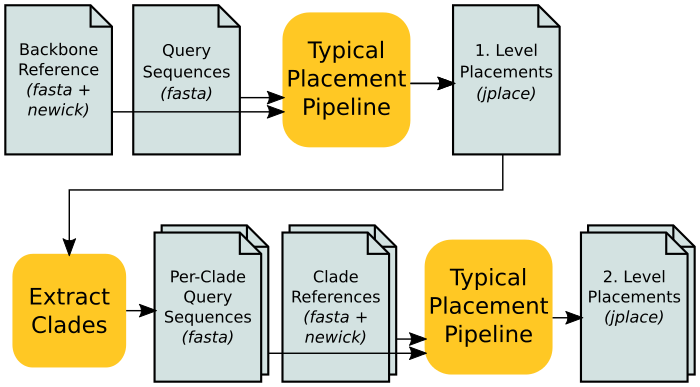 Backbone
Reference
(fasta +
newick)
Query
Sequences
(fasta)
Typical
Placement
Pipeline
1. Level
Placements
(jplace)
Extract
Clades
Per-Clade
Query
Sequences
(fasta)
Clade
References
(fasta +
newick)
Typical
Placement
Pipeline
2. Level
Placements
(jplace)